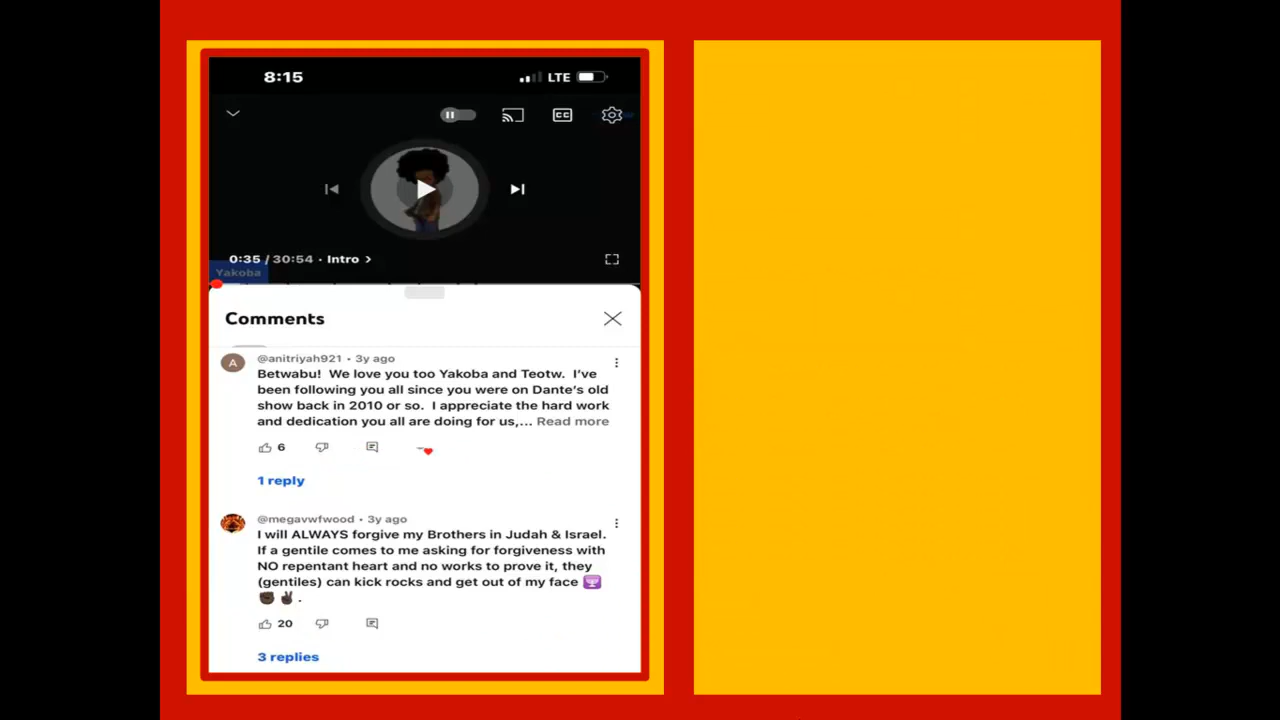 8:15
LTE
CC
0:35 / 30:54 • Intro >
Yakoba
Comments
A
@anitriyah921 • 3y ago
Betwabu! We love you too Yakoba and Teotw. I've
been following you all since you were on Dante's old
show back in 2010 or so. I appreciate the hard work
and dedication you all are doing for us,... Read more
6
1 reply
@megavwfwood • 3y ago
I will ALWAYS forgive my Brothers in Judah & Israel.
If a gentile comes to me asking for forgiveness with
NO repentant heart and no works to prove it, they
(gentiles) can kick rocks and get out of my face 🕎
✊🏿 ✌🏿 .
20
3 replies